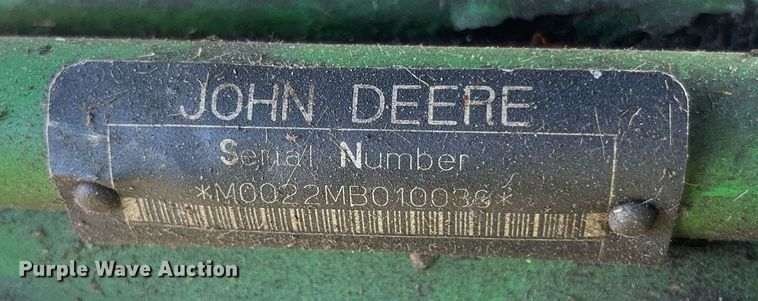 JOHN DEERE
Serial Number
*M0022MB010036*
Purple Wave Auction